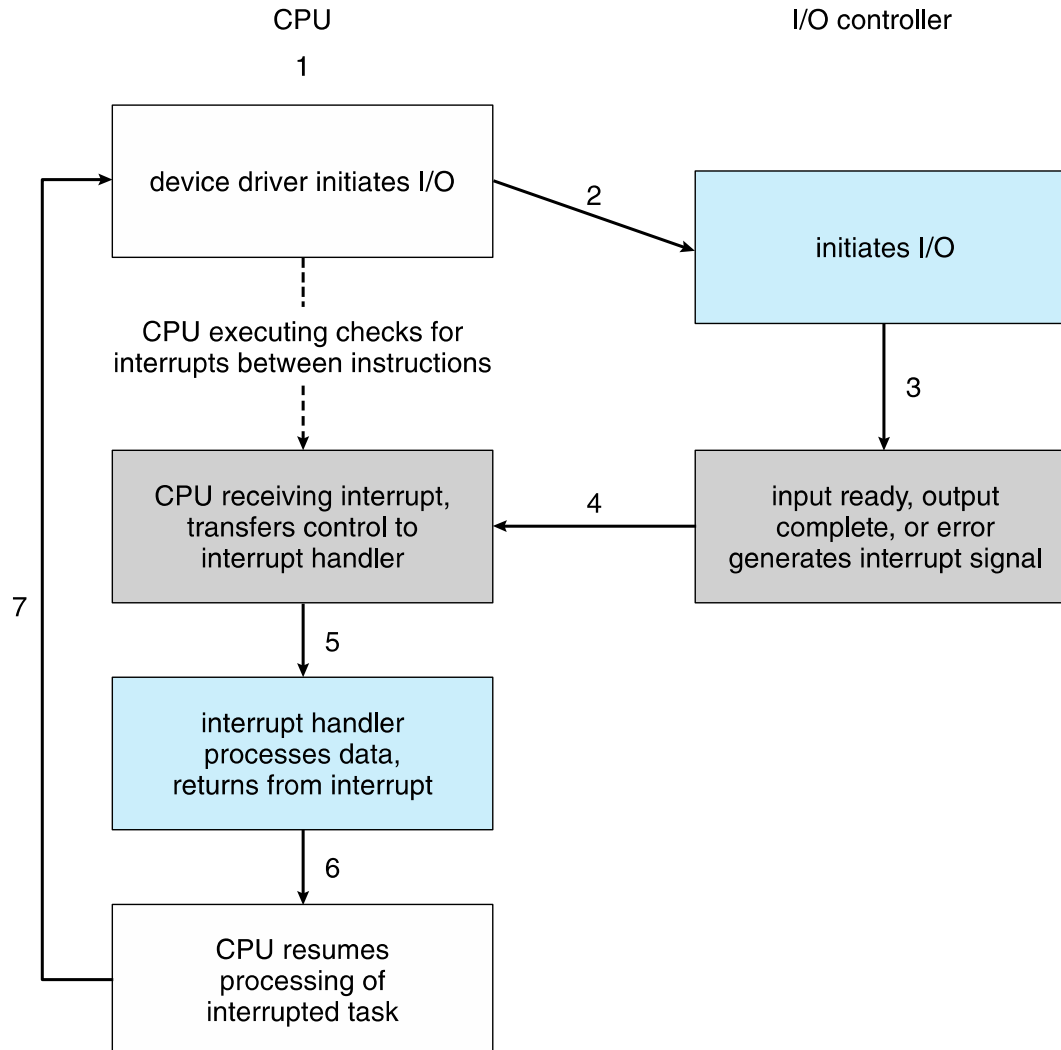 CPU
I/O controller
1
device driver initiates I/O
2
initiates I/O
CPU executing checks for
interrupts between instructions
3
CPU receiving interrupt,
transfers control to
interrupt handler
4
input ready, output
complete, or error
generates interrupt signal
7
5
interrupt handler
processes data,
returns from interrupt
6
CPU resumes
processing of
interrupted task